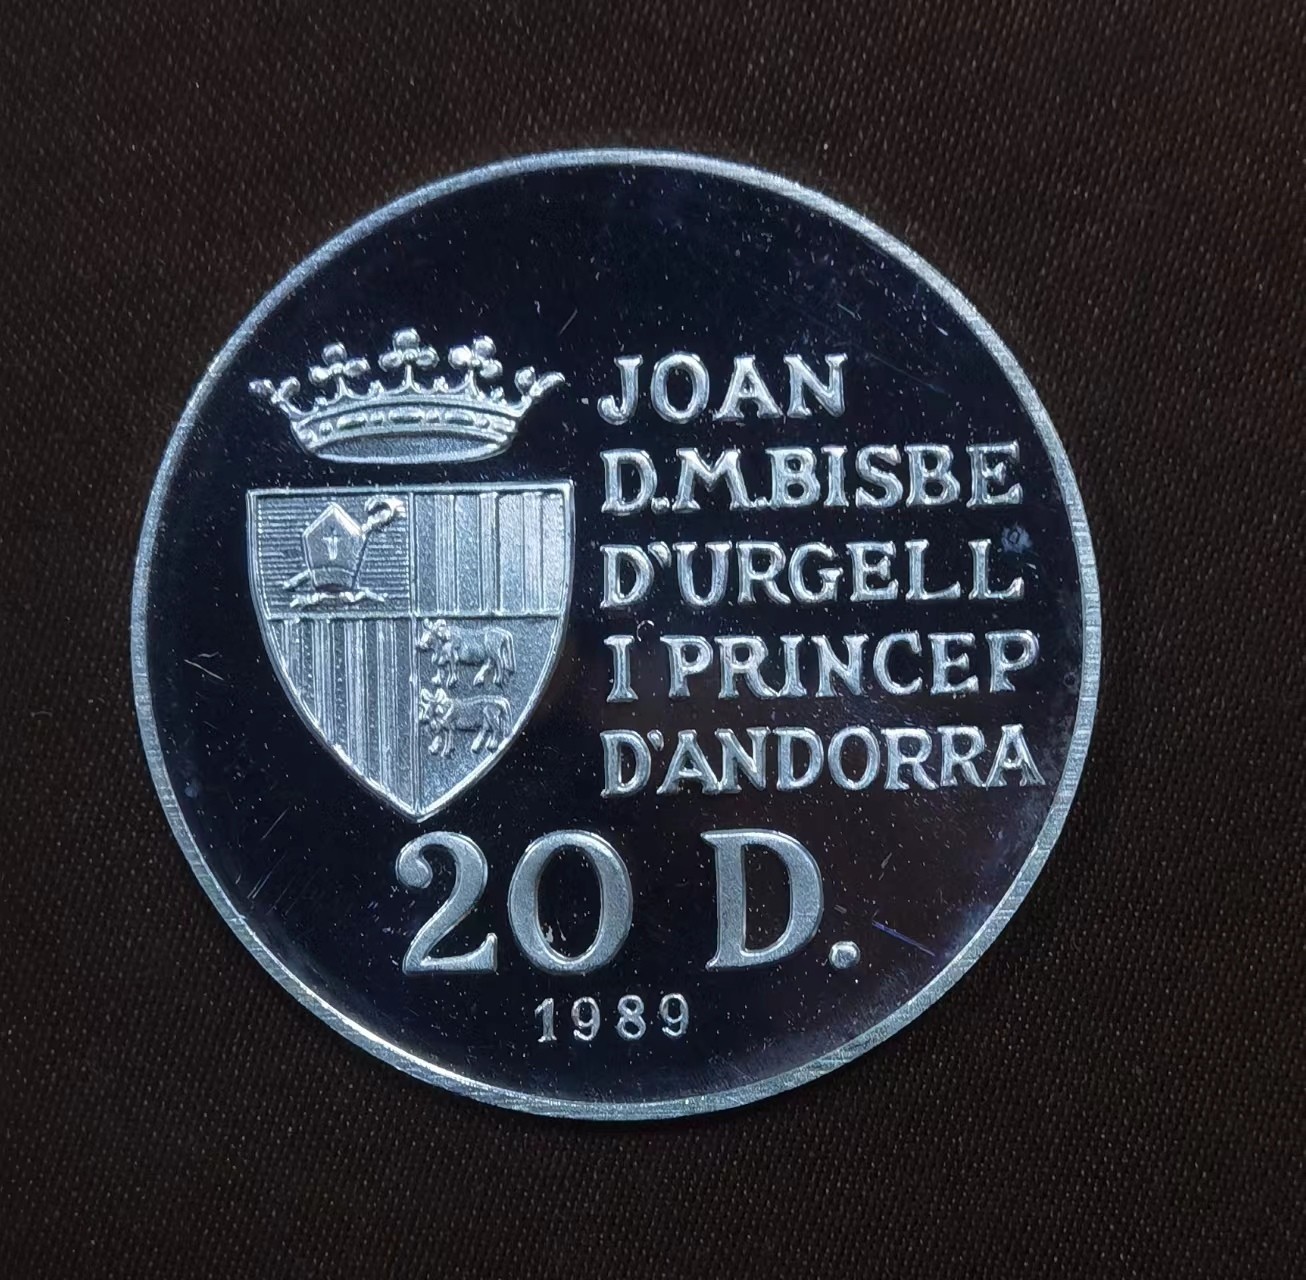 JOAN
D.M.BISBE
D'URGELL
I PRINCEP
D'ANDORRA
20 D.
1989